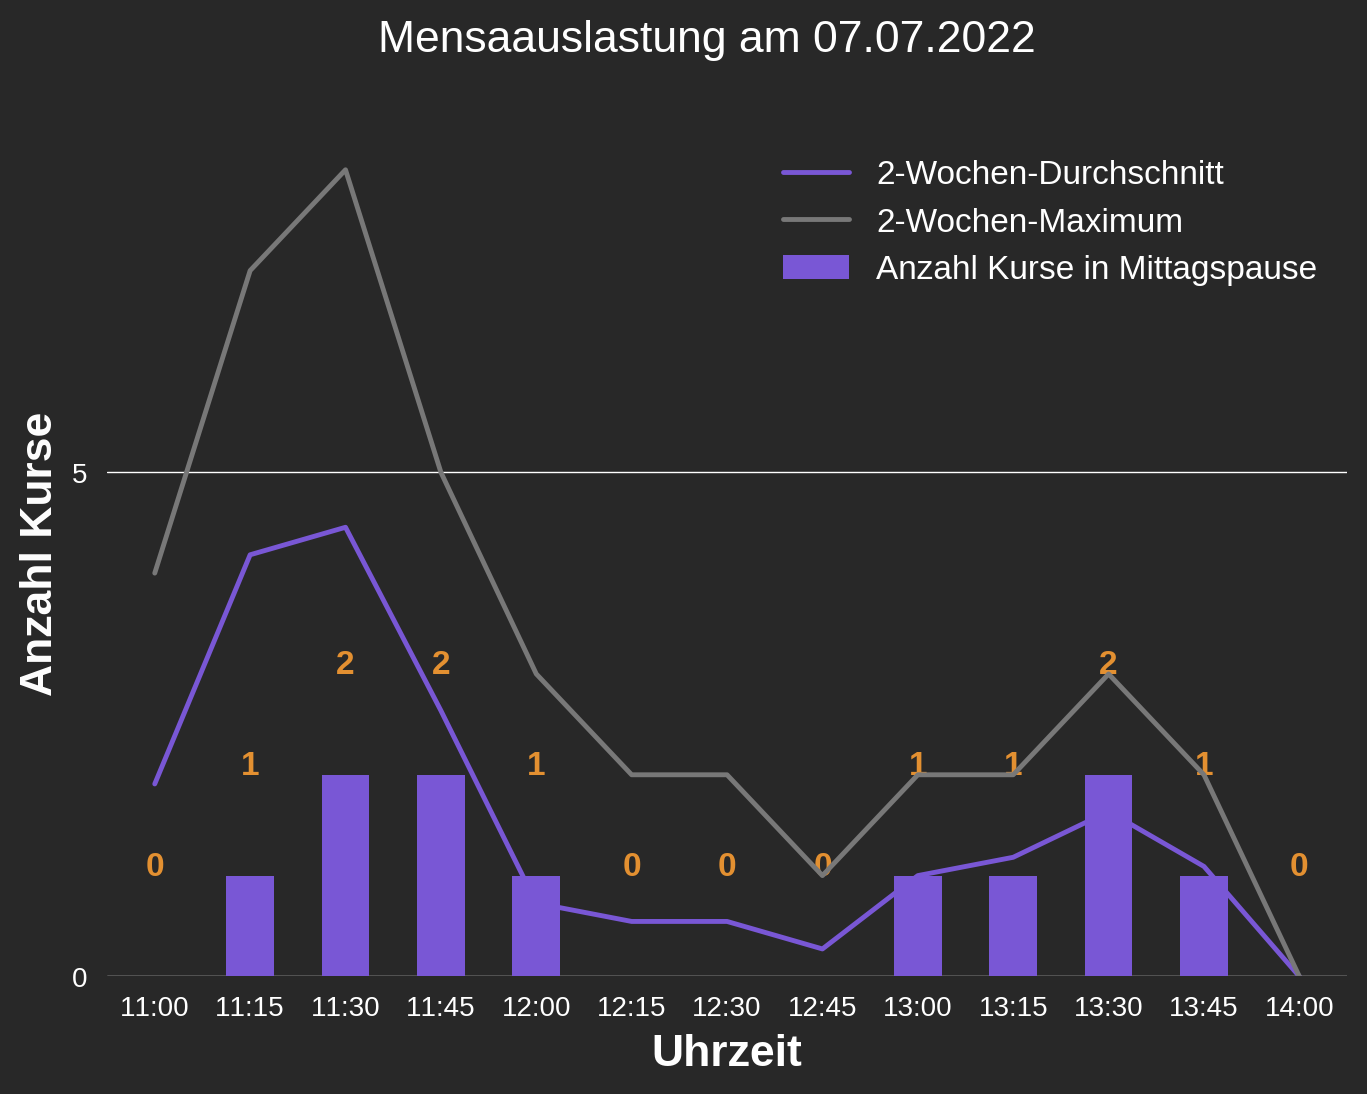 Mensaauslastung am 07.07.2022
2-Wochen-Durchschnitt
2-Wochen-Maximum
Anzahl Kurse in Mittagspause
Anzahl Kurse
5
0
0
1
2
2
1
0
0
0
1
1
2
1
0
11:00 11:15 11:30 11:45 12:00 12:15 12:30 12:45 13:00 13:15 13:30 13:45 14:00
Uhrzeit